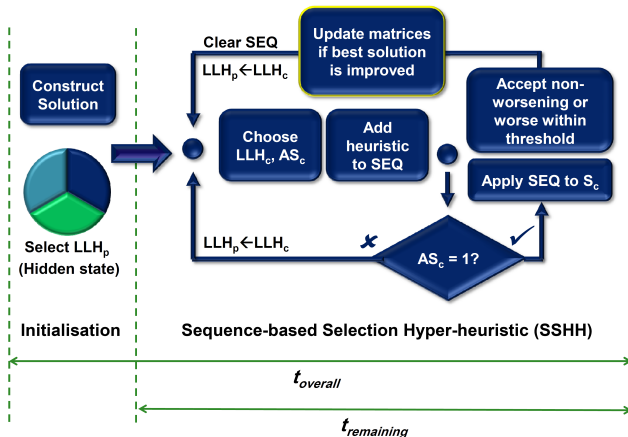 Construct
Solution
Select LLHp
(Hidden state)
Initialisation
Clear SEQ
LLHp←LLHc
Update matrices
if best solution
is improved
Accept non-
worsening or
worse within
threshold
Choose
LLHc, ASc
Add
heuristic
to SEQ
Apply SEQ to Sc
LLHp←LLHc
✘
ASc = 1?
✓
Sequence-based Selection Hyper-heuristic (SSHH)
toverall
tremaining